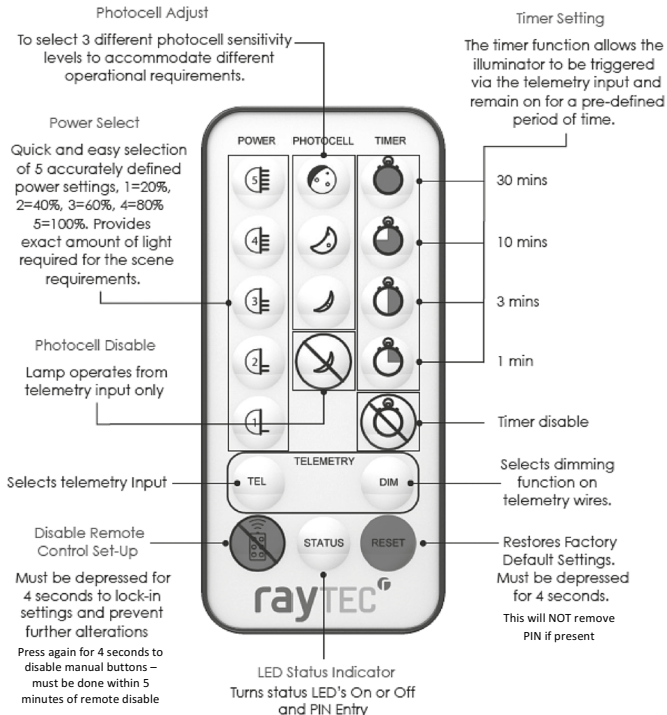 Photocell Adjust
To select 3 different photocell sensitivity
levels to accommodate different
operational requirements.
Timer Setting
The timer function allows the
illuminator to be triggered
via the telemetry input and
remain on for a pre-defined
period of time.
Power Select
Quick and easy selection
of 5 accurately defined
power settings, 1=20%,
2=40%, 3=60%, 4=80%
5=100%. Provides
exact amount of light
required for the scene
requirements.
POWER PHOTOCELL TIMER
5
4
3
2
1
30 mins
10 mins
3 mins
1 min
Photocell Disable
Lamp operates from
telemetry input only
Timer disable
TELEMETRY
Selects telemetry Input
TEL
DIM
Selects dimming
function on
telemetry wires.
Disable Remote
Control Set-Up
Must be depressed for
4 seconds to lock-in
settings and prevent
further alterations
Press again for 4 seconds to
disable manual buttons –
must be done within 5
minutes of remote disable
STATUS
RESET
Restores Factory
Default Settings.
Must be depressed
for 4 seconds.
This will NOT remove
PIN if present
rayTEC r
LED Status Indicator
Turns status LED's On or Off
and PIN Entry